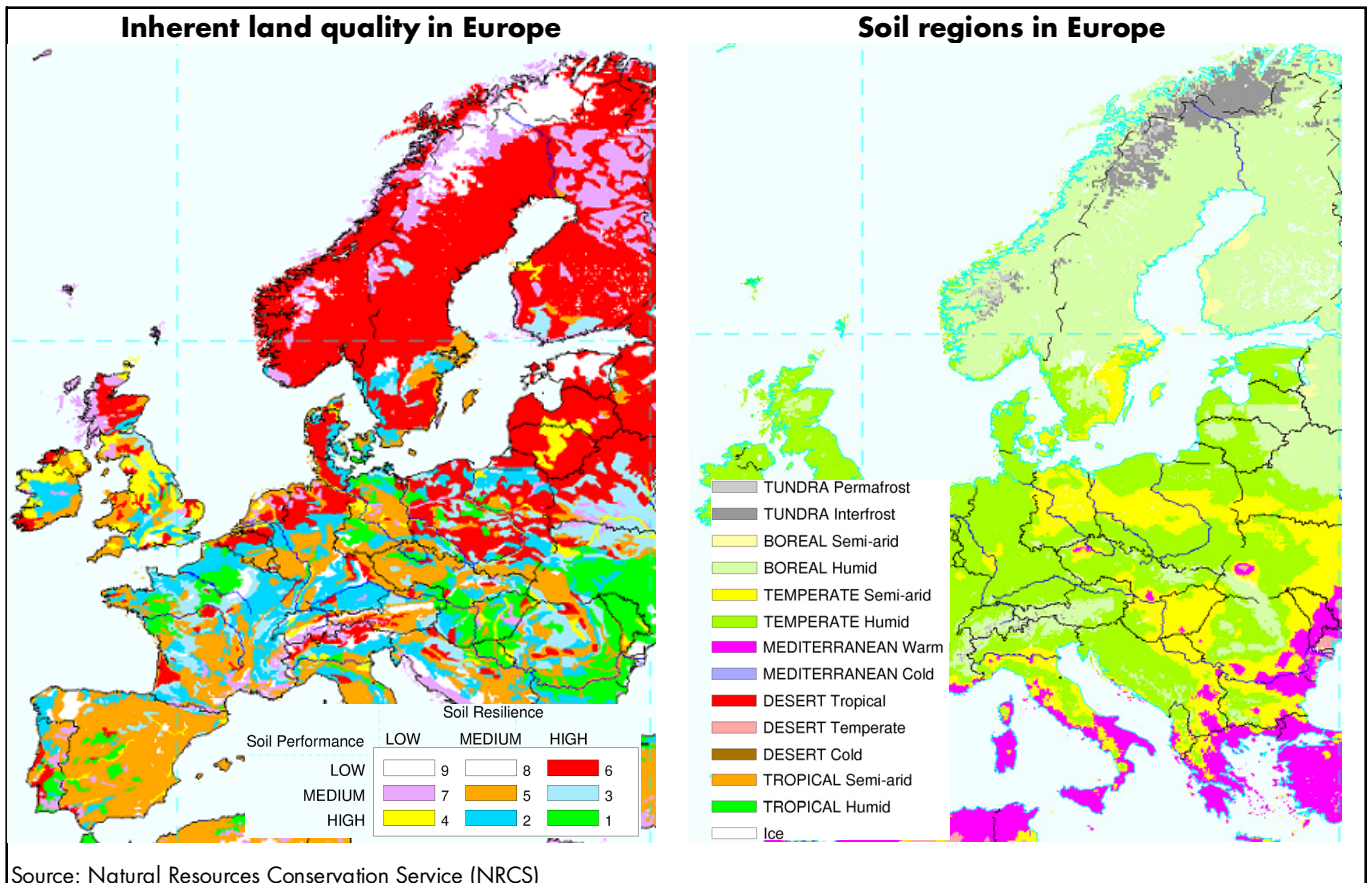 Inherent land quality in Europe
Soil Resilience
Soil Performance LOW MEDIUM HIGH
LOW 9 8 6
MEDIUM 7 5 3
HIGH 4 2 1
Soil regions in Europe
TUNDRA Permafrost
TUNDRA Interfrost
BOREAL Semi-arid
BOREAL Humid
TEMPERATE Semi-arid
TEMPERATE Humid
MEDITERRANEAN Warm
MEDITERRANEAN Cold
DESERT Tropical
DESERT Temperate
DESERT Cold
TROPICAL Semi-arid
TROPICAL Humid
Ice
Source: Natural Resources Conservation Service (NRCS)